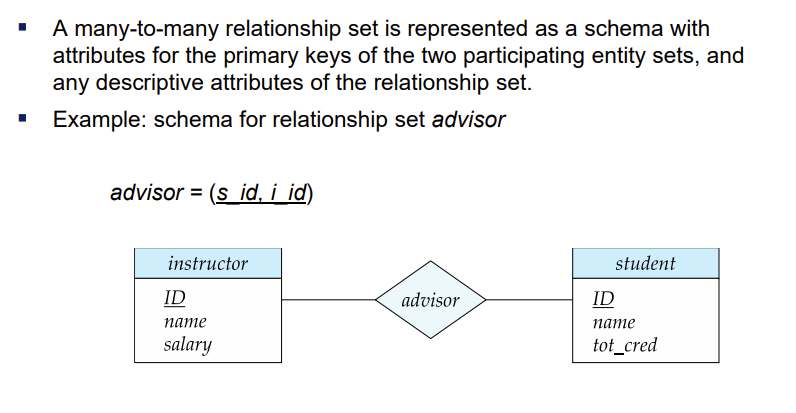 ▪ A many-to-many relationship set is represented as a schema with
attributes for the primary keys of the two participating entity sets, and
any descriptive attributes of the relationship set.
▪ Example: schema for relationship set advisor
advisor = (s_id, i_id)
instructor
ID
name
salary
advisor
student
ID
name
tot_cred